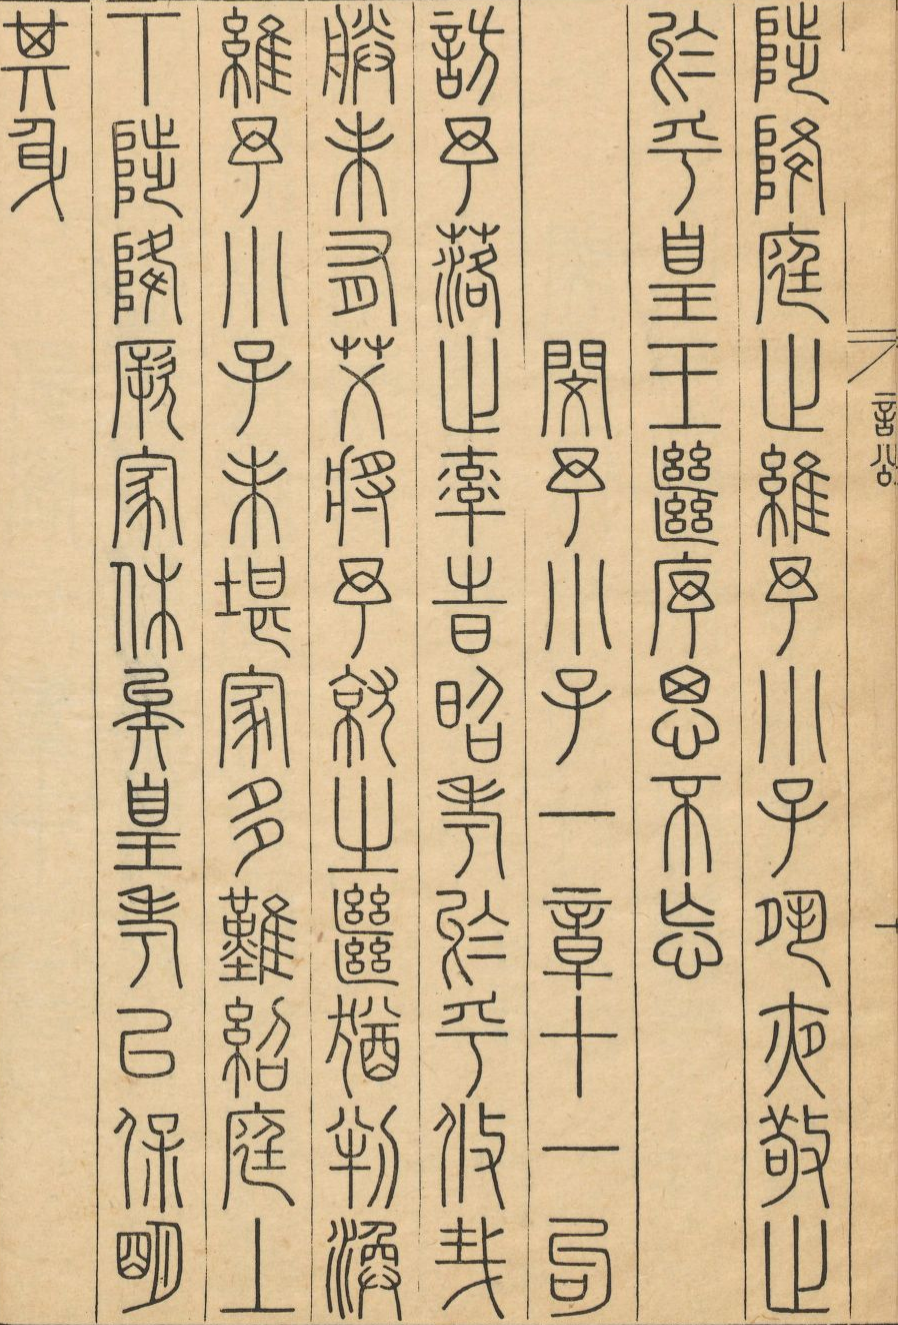 陟降庭止維予小子夙夜敬止
於乎皇王繼序思不忘
閔予小子一章十一句
訪予落止率旹昭考於乎攸𢦏
朕未有艾將予就之繼猶判渙
維予小子未堪家多難紹庭上
下陟降厥家休矣皇考以保明
其身